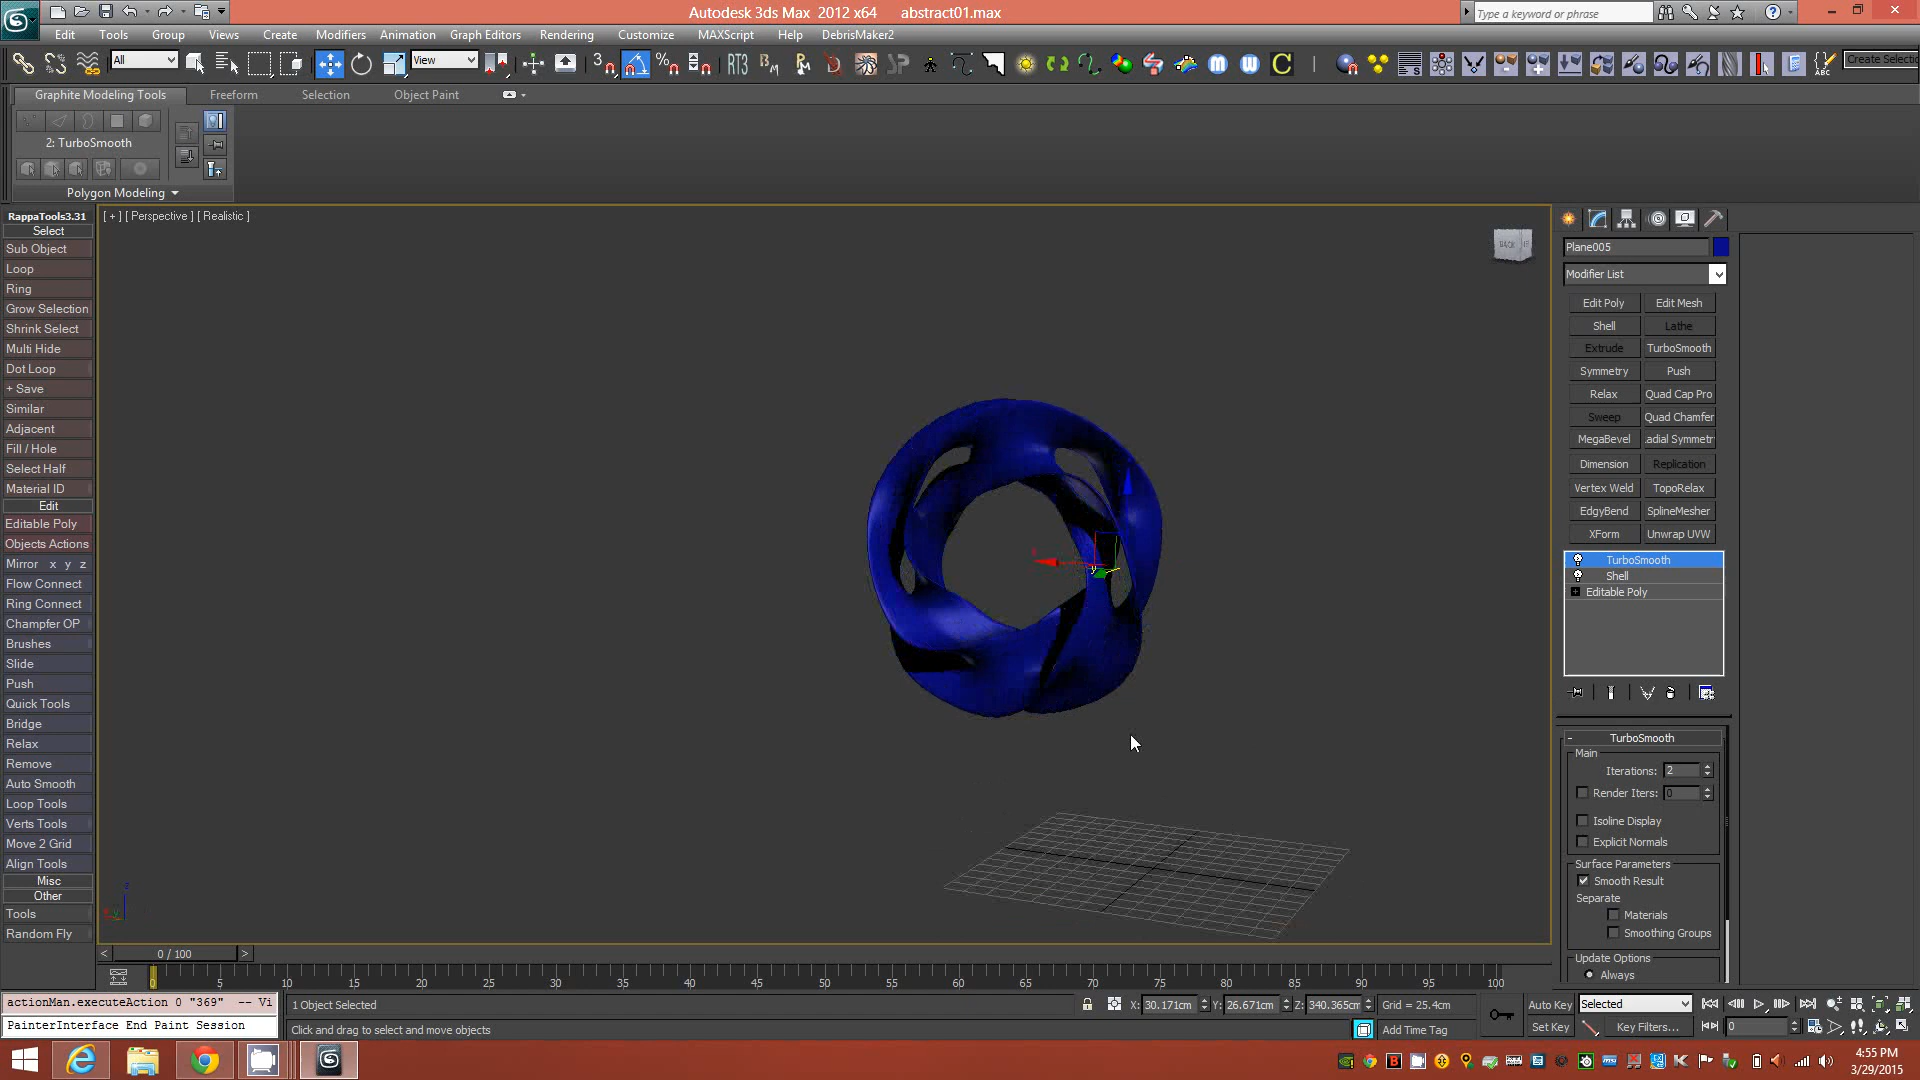 Autodesk 3ds Max 2012 x64 abstract01.max
Type a keyword or phrase
Edit Tools Group Views Create Modifiers Animation Graph Editors Rendering Customize MAXScript Help DebrisMaker2
All
View
RT3
Create Selectio
Graphite Modeling Tools Freeform Selection Object Paint
2: TurboSmooth
Polygon Modeling
RappaTools3.31
Select
Sub Object
Loop
Ring
Grow Selection
Shrink Select
Multi Hide
Dot Loop
+ Save
Similar
Adjacent
Fill / Hole
Select Half
Material ID
Edit
Editable Poly
Objects Actions
Mirror x y z
Flow Connect
Ring Connect
Champfer OP
Brushes
Slide
Push
Quick Tools
Bridge
Relax
Remove
Auto Smooth
Loop Tools
Verts Tools
Move 2 Grid
Align Tools
Misc
Other
Tools
Random Fly
[ + ] [ Perspective ] [ Realistic ]
BACK
Plane005
Modifier List
Edit Poly Edit Mesh
Shell Lathe
Extrude TurboSmooth
Symmetry Push
Relax Quad Cap Pro
Sweep Quad Chamfer
MegaBevel adial Symmetr
Dimension Replication
Vertex Weld TopoRelax
EdgyBend SplineMesher
XForm Unwrap UVW
TurboSmooth
Shell
Editable Poly
- TurboSmooth
Main
Iterations: 2
Render Iters: 0
Isoline Display
Explicit Normals
Surface Parameters
Smooth Result
Separate
Materials
Smoothing Groups
Update Options
Always
< 0 / 100 >
0 5 10 15 20 25 30 35 40 45 50 55 60 65 70 75 80 85 90 95 100
actionMan.executeAction 0 "369" -- Vi
PainterInterface End Paint Session
1 Object Selected
X: 30.171cm Y: 26.671cm Z: 340.365cm Grid = 25.4cm
Auto Key Selected
Click and drag to select and move objects
Add Time Tag
Set Key Key Filters... 0
4:55 PM
3/29/2015